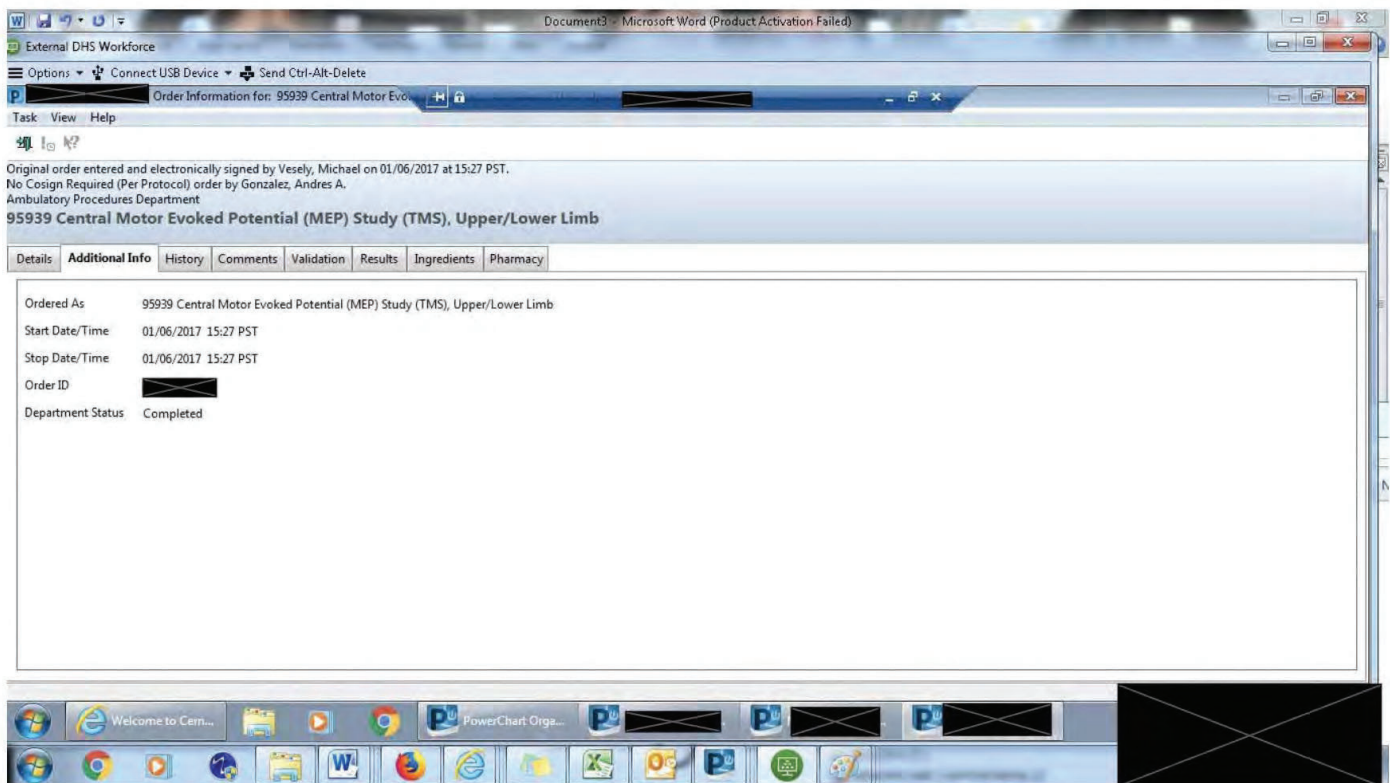 Document3 - Microsoft Word (Product Activation Failed)
External DHS Workforce
Options Connect USB Device Send Ctrl-Alt-Delete
Order Information for: 95939 Central Motor Evo
Task View Help
Original order entered and electronically signed by Vesely, Michael on 01/06/2017 at 15:27 PST.
No Cosign Required (Per Protocol) order by Gonzalez, Andres A.
Ambulatory Procedures Department
95939 Central Motor Evoked Potential (MEP) Study (TMS), Upper/Lower Limb
Details Additional Info History Comments Validation Results Ingredients Pharmacy
Ordered As 95939 Central Motor Evoked Potential (MEP) Study (TMS), Upper/Lower Limb
Start Date/Time 01/06/2017 15:27 PST
Stop Date/Time 01/06/2017 15:27 PST
Order ID
Department Status Completed
Welcome to Cern... PowerChart Orga...